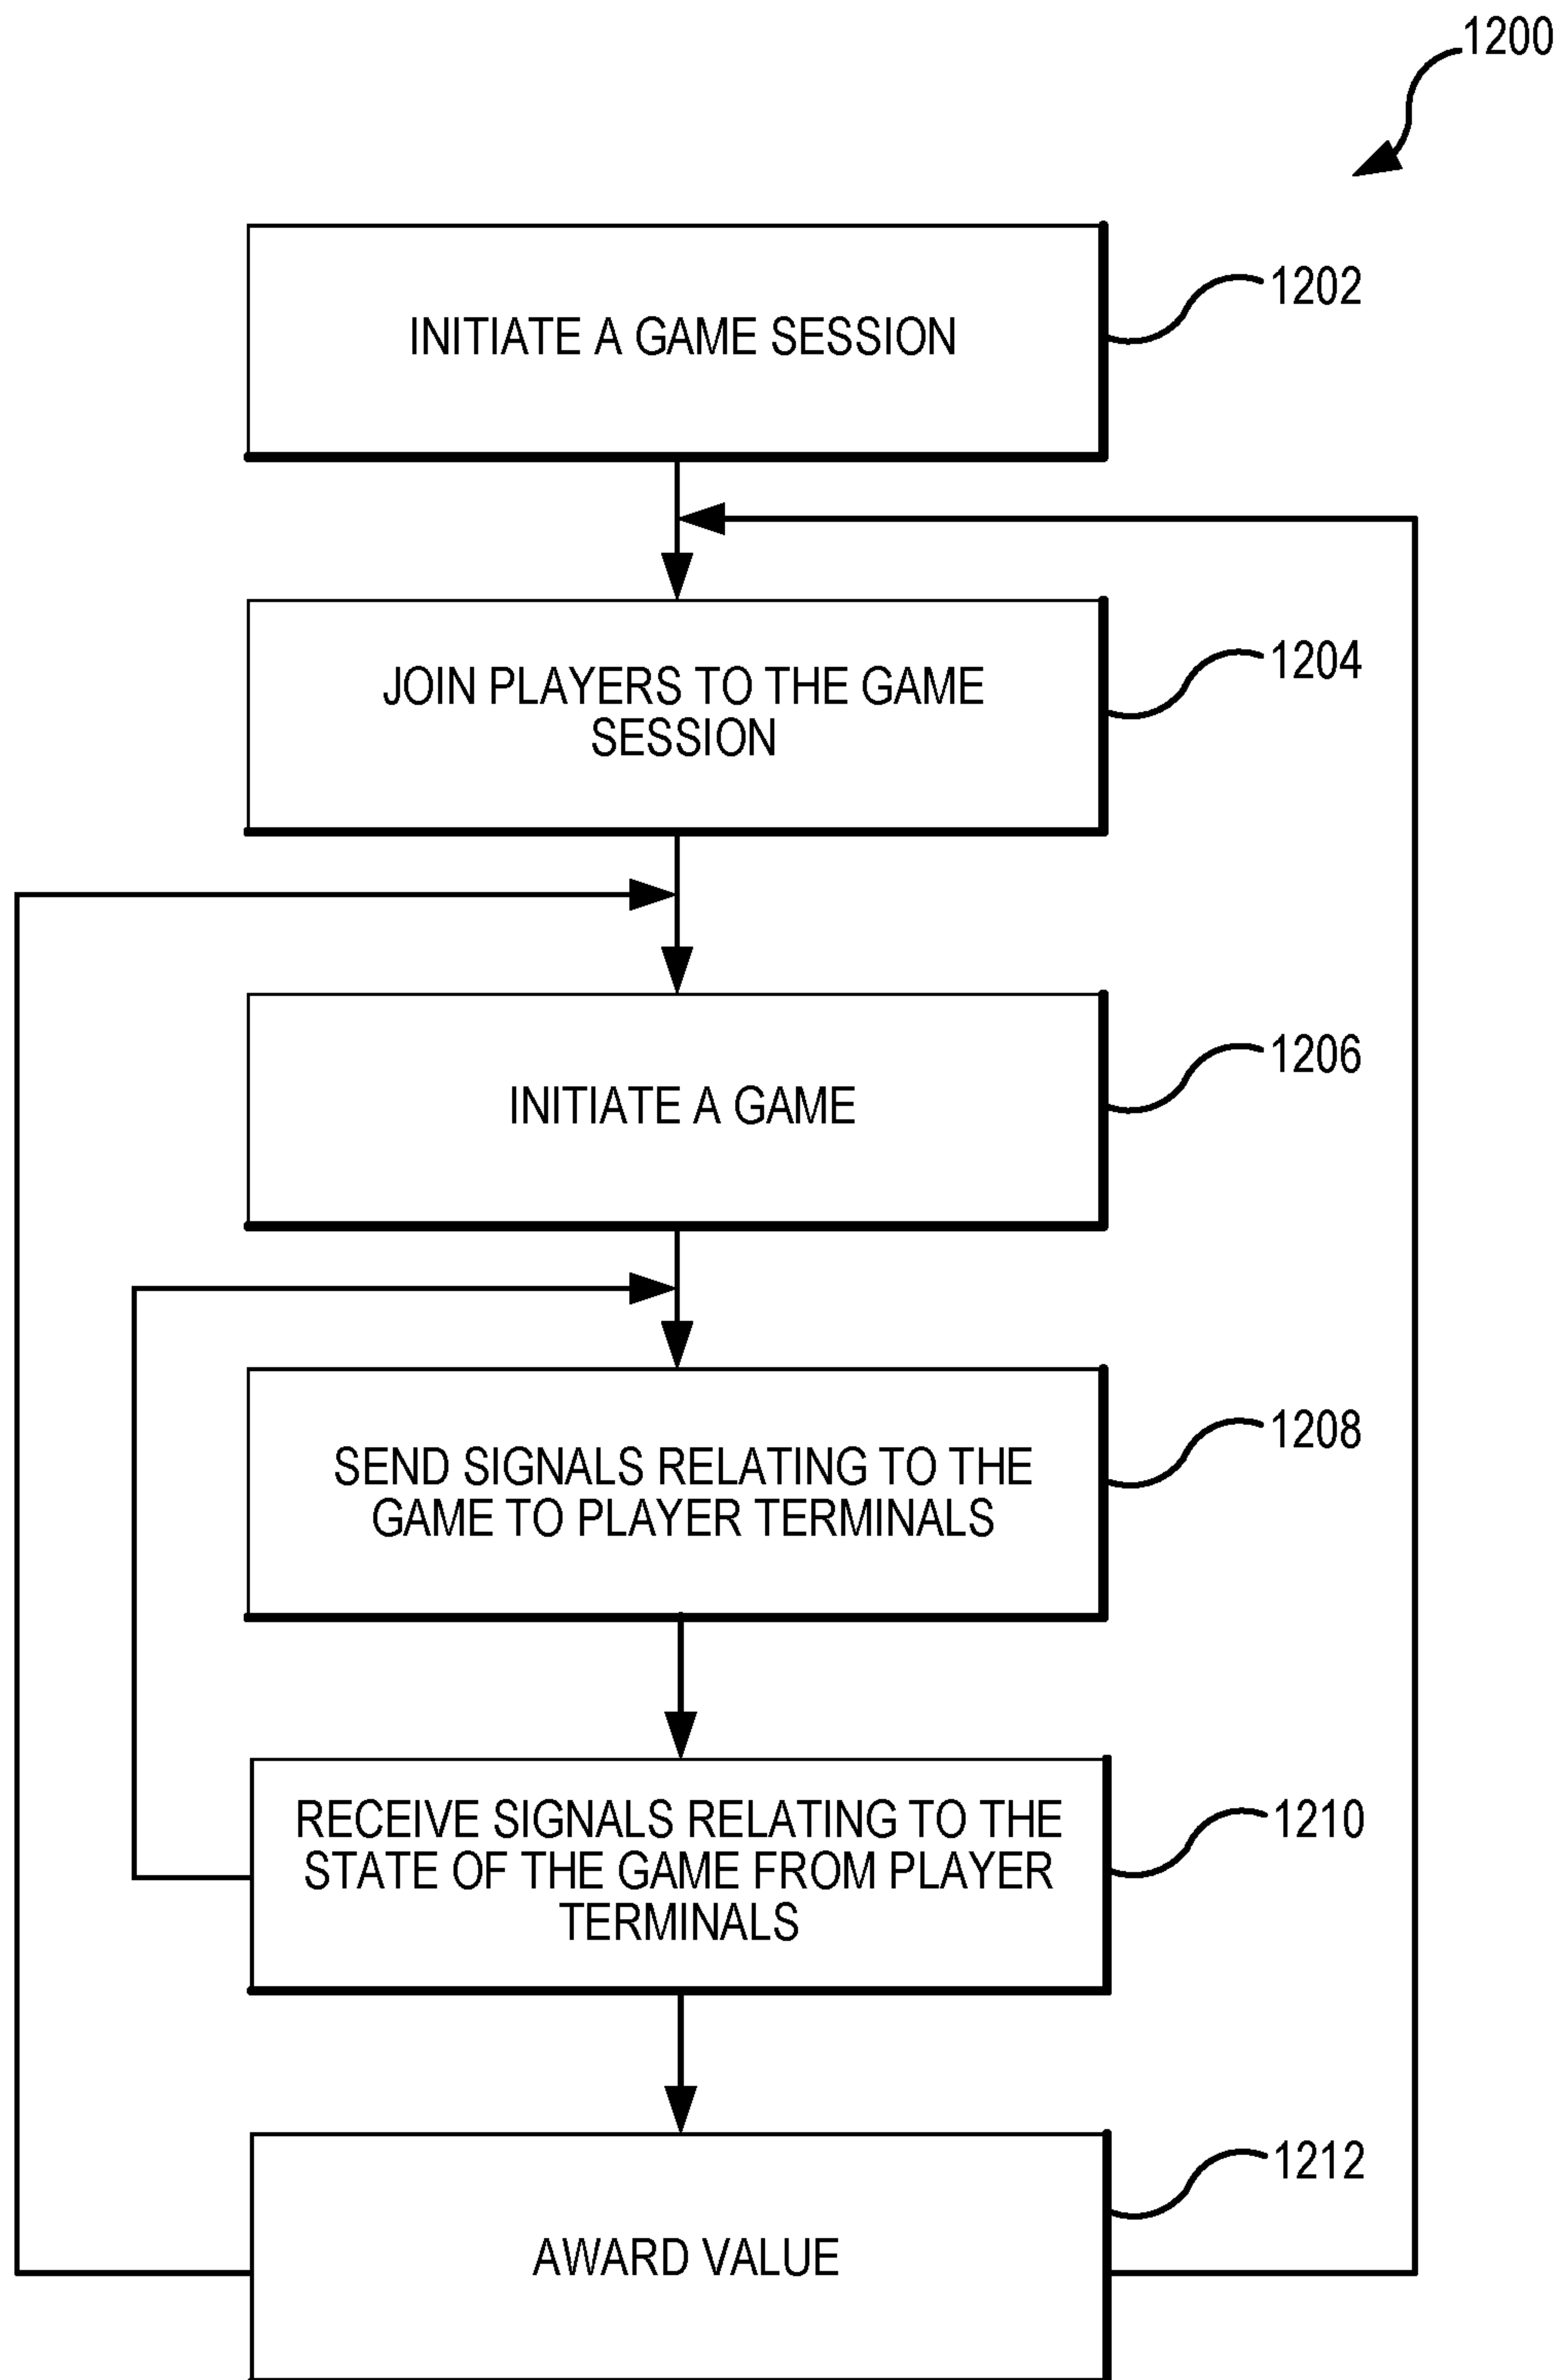 1200
INITIATE A GAME SESSION
1202
JOIN PLAYERS TO THE GAME
SESSION
1204
INITIATE A GAME
1206
SEND SIGNALS RELATING TO THE
GAME TO PLAYER TERMINALS
1208
RECEIVE SIGNALS RELATING TO THE
STATE OF THE GAME FROM PLAYER
TERMINALS
1210
AWARD VALUE
1212